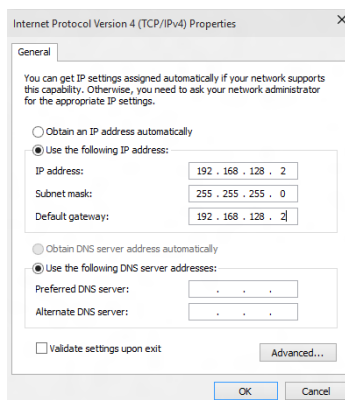 Internet Protocol Version 4 (TCP/IPv4) Properties
General
You can get IP settings assigned automatically if your network supports
this capability. Otherwise, you need to ask your network administrator
for the appropriate IP settings.
Obtain an IP address automatically
Use the following IP address:
IP address: 192 . 168 . 128 . 2
Subnet mask: 255 . 255 . 255 . 0
Default gateway: 192 . 168 . 128 . 2
Obtain DNS server address automatically
Use the following DNS server addresses:
Preferred DNS server: . . .
Alternate DNS server: . . .
Validate settings upon exit
Advanced...
OK Cancel